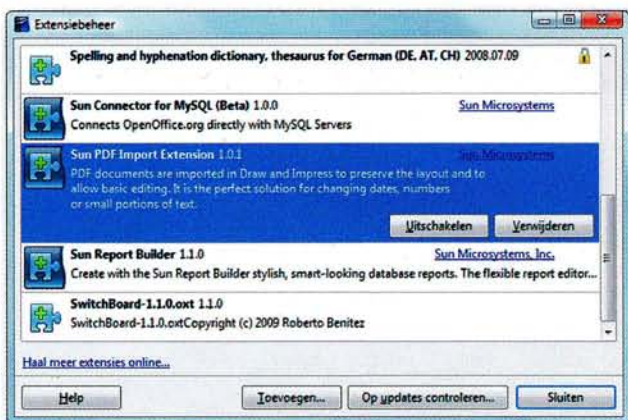 Extensiebeheer
Spelling and hyphenation dictionary, thesaurus for German (DE, AT, CH) 2008.07.09
Sun Connector for MySQL (Beta) 1.0.0 Sun Microsystems
Connects OpenOffice.org directly with MySQL Servers
Sun PDF Import Extension 1.0.1 Sun Microsystems
PDF documents are imported in Draw and Impress to preserve the layout and to
allow basic editing. It is the perfect solution for changing dates, numbers
or small portions of text.
Uitschakelen Verwijderen
Sun Report Builder 1.1.0 Sun Microsystems, Inc.
Create with the Sun Report Builder stylish, smart-looking database reports. The flexible report editor...
SwitchBoard-1.1.0.oxt 1.1.0
SwitchBoard-1.1.0.oxtCopyright (c) 2009 Roberto Benitez
Haal meer extensies online...
Help Toevoegen... Op updates controleren... Sluiten